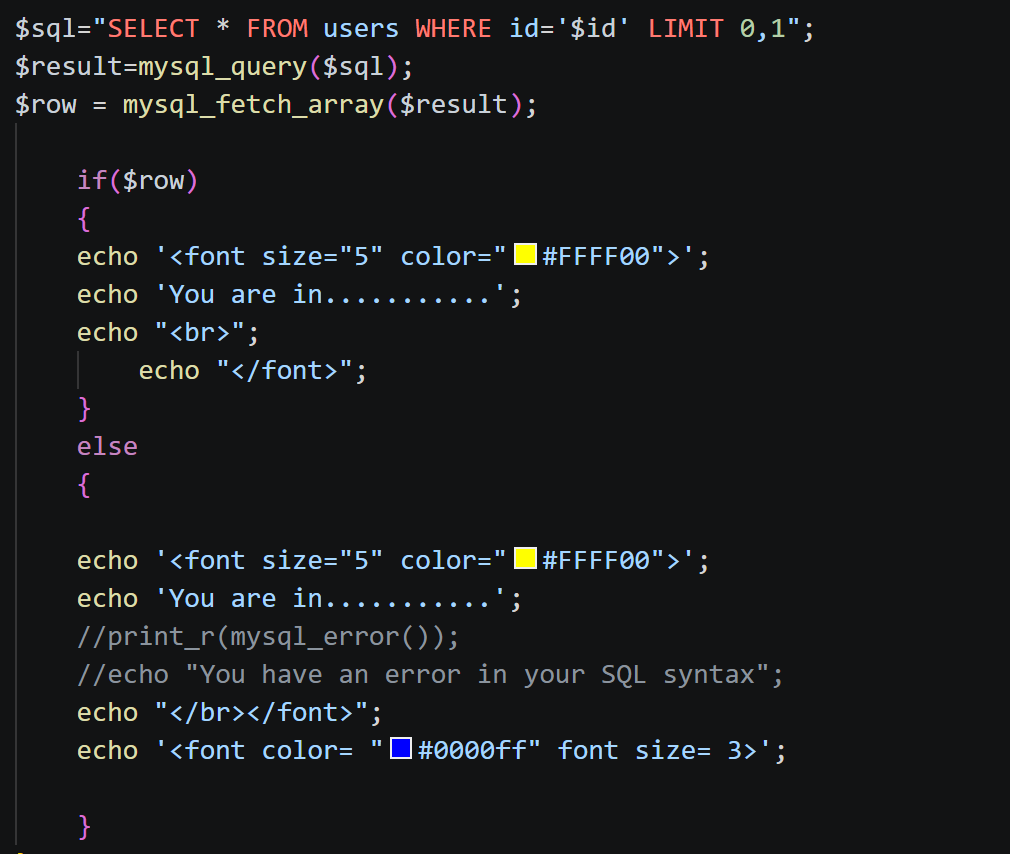 $sql="SELECT * FROM users WHERE id='$id' LIMIT 0,1";
$result=mysql_query($sql);
$row = mysql_fetch_array($result);
if($row)
{
echo '<font size="5" color="#FFFF00">';
echo 'You are in...........';
echo "<br>";
echo "</font>";
}
else
{
echo '<font size="5" color="#FFFF00">';
echo 'You are in...........';
//print_r(mysql_error());
//echo "You have an error in your SQL syntax";
echo "</br></font>";
echo '<font color= "#0000ff" font size= 3>';
}